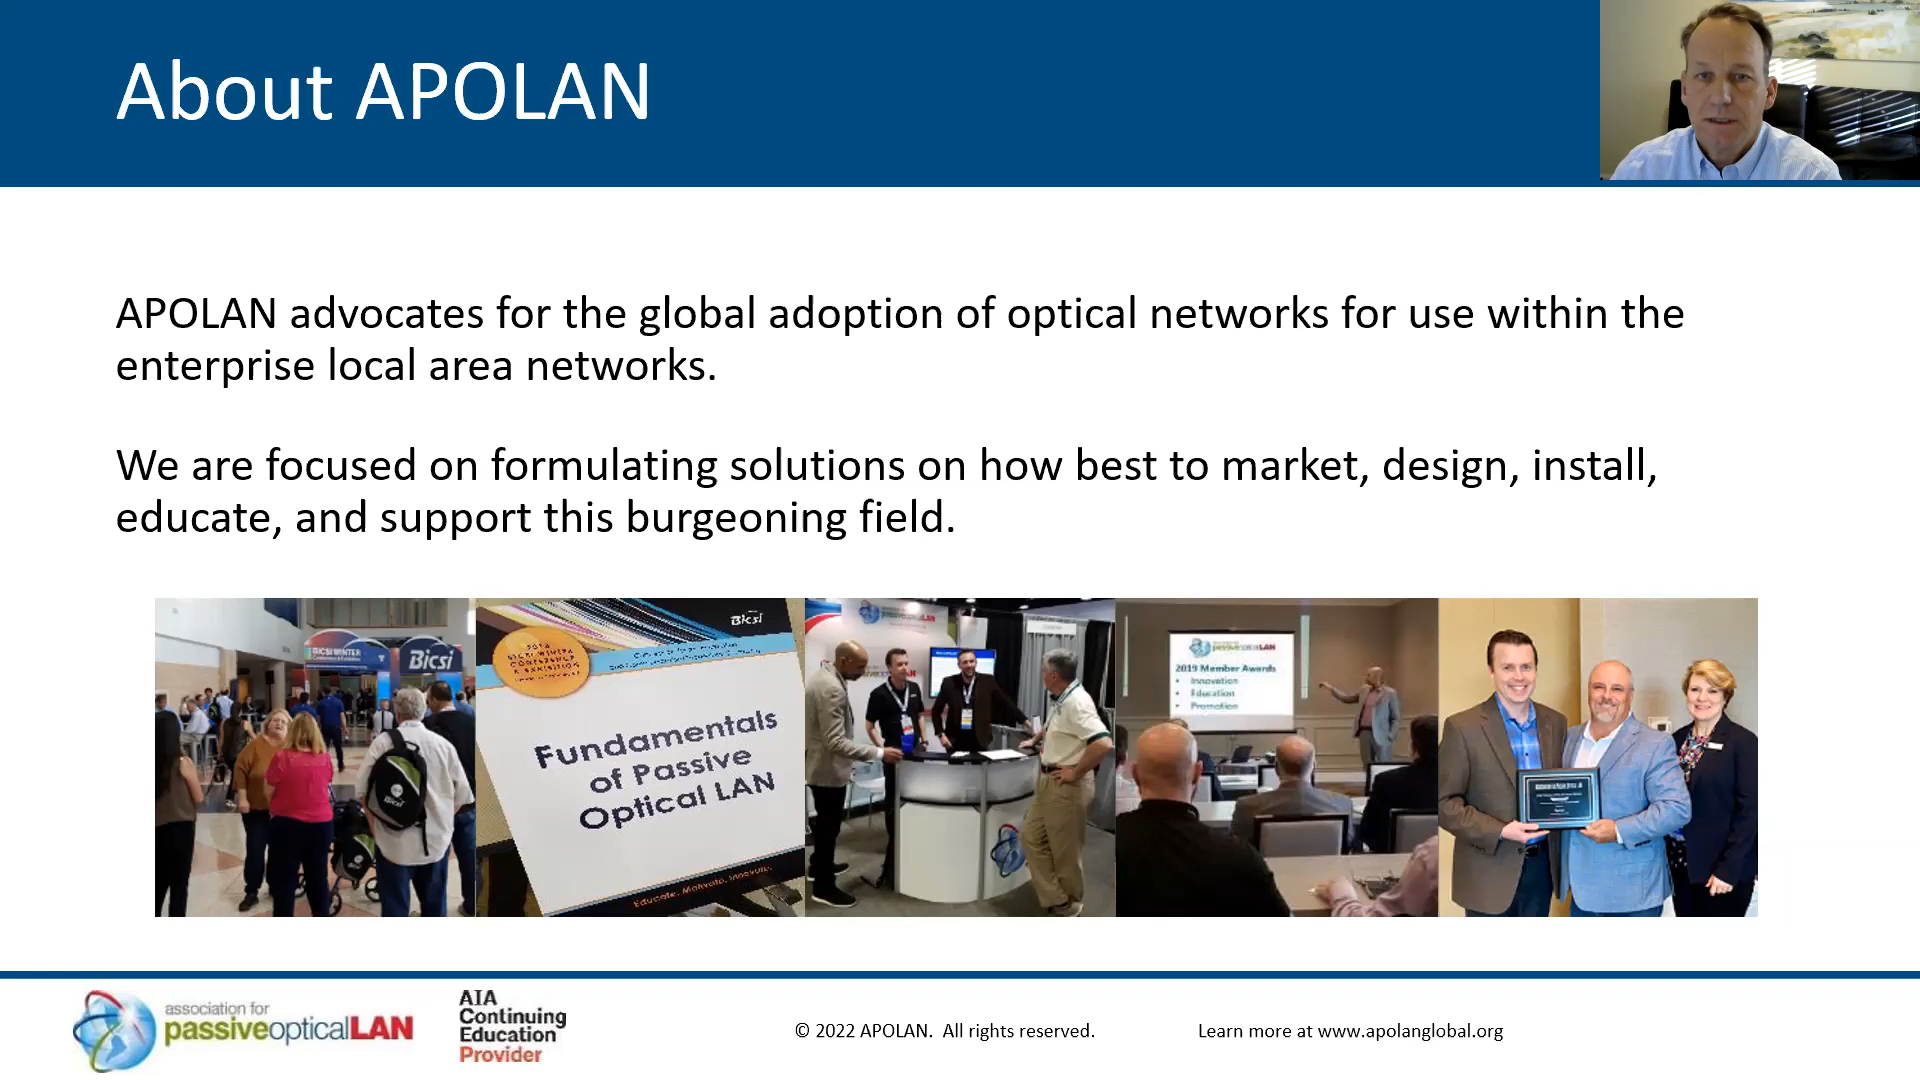 About APOLAN
APOLAN advocates for the global adoption of optical networks for use within the
enterprise local area networks.
We are focused on formulating solutions on how best to market, design, install,
educate, and support this burgeoning field.
BICSI WINTER
Bicsi
Bicsi
Bicsi
Fundamentals
of Passive
Optical LAN
Educate. Motivate. Innovate.
passiveopticalLAN
2019 Member Awards
• Innovation
• Education
• Promotion
association for
passiveopticalLAN
AIA
Continuing
Education
Provider
© 2022 APOLAN. All rights reserved.
Learn more at www.apolanglobal.org